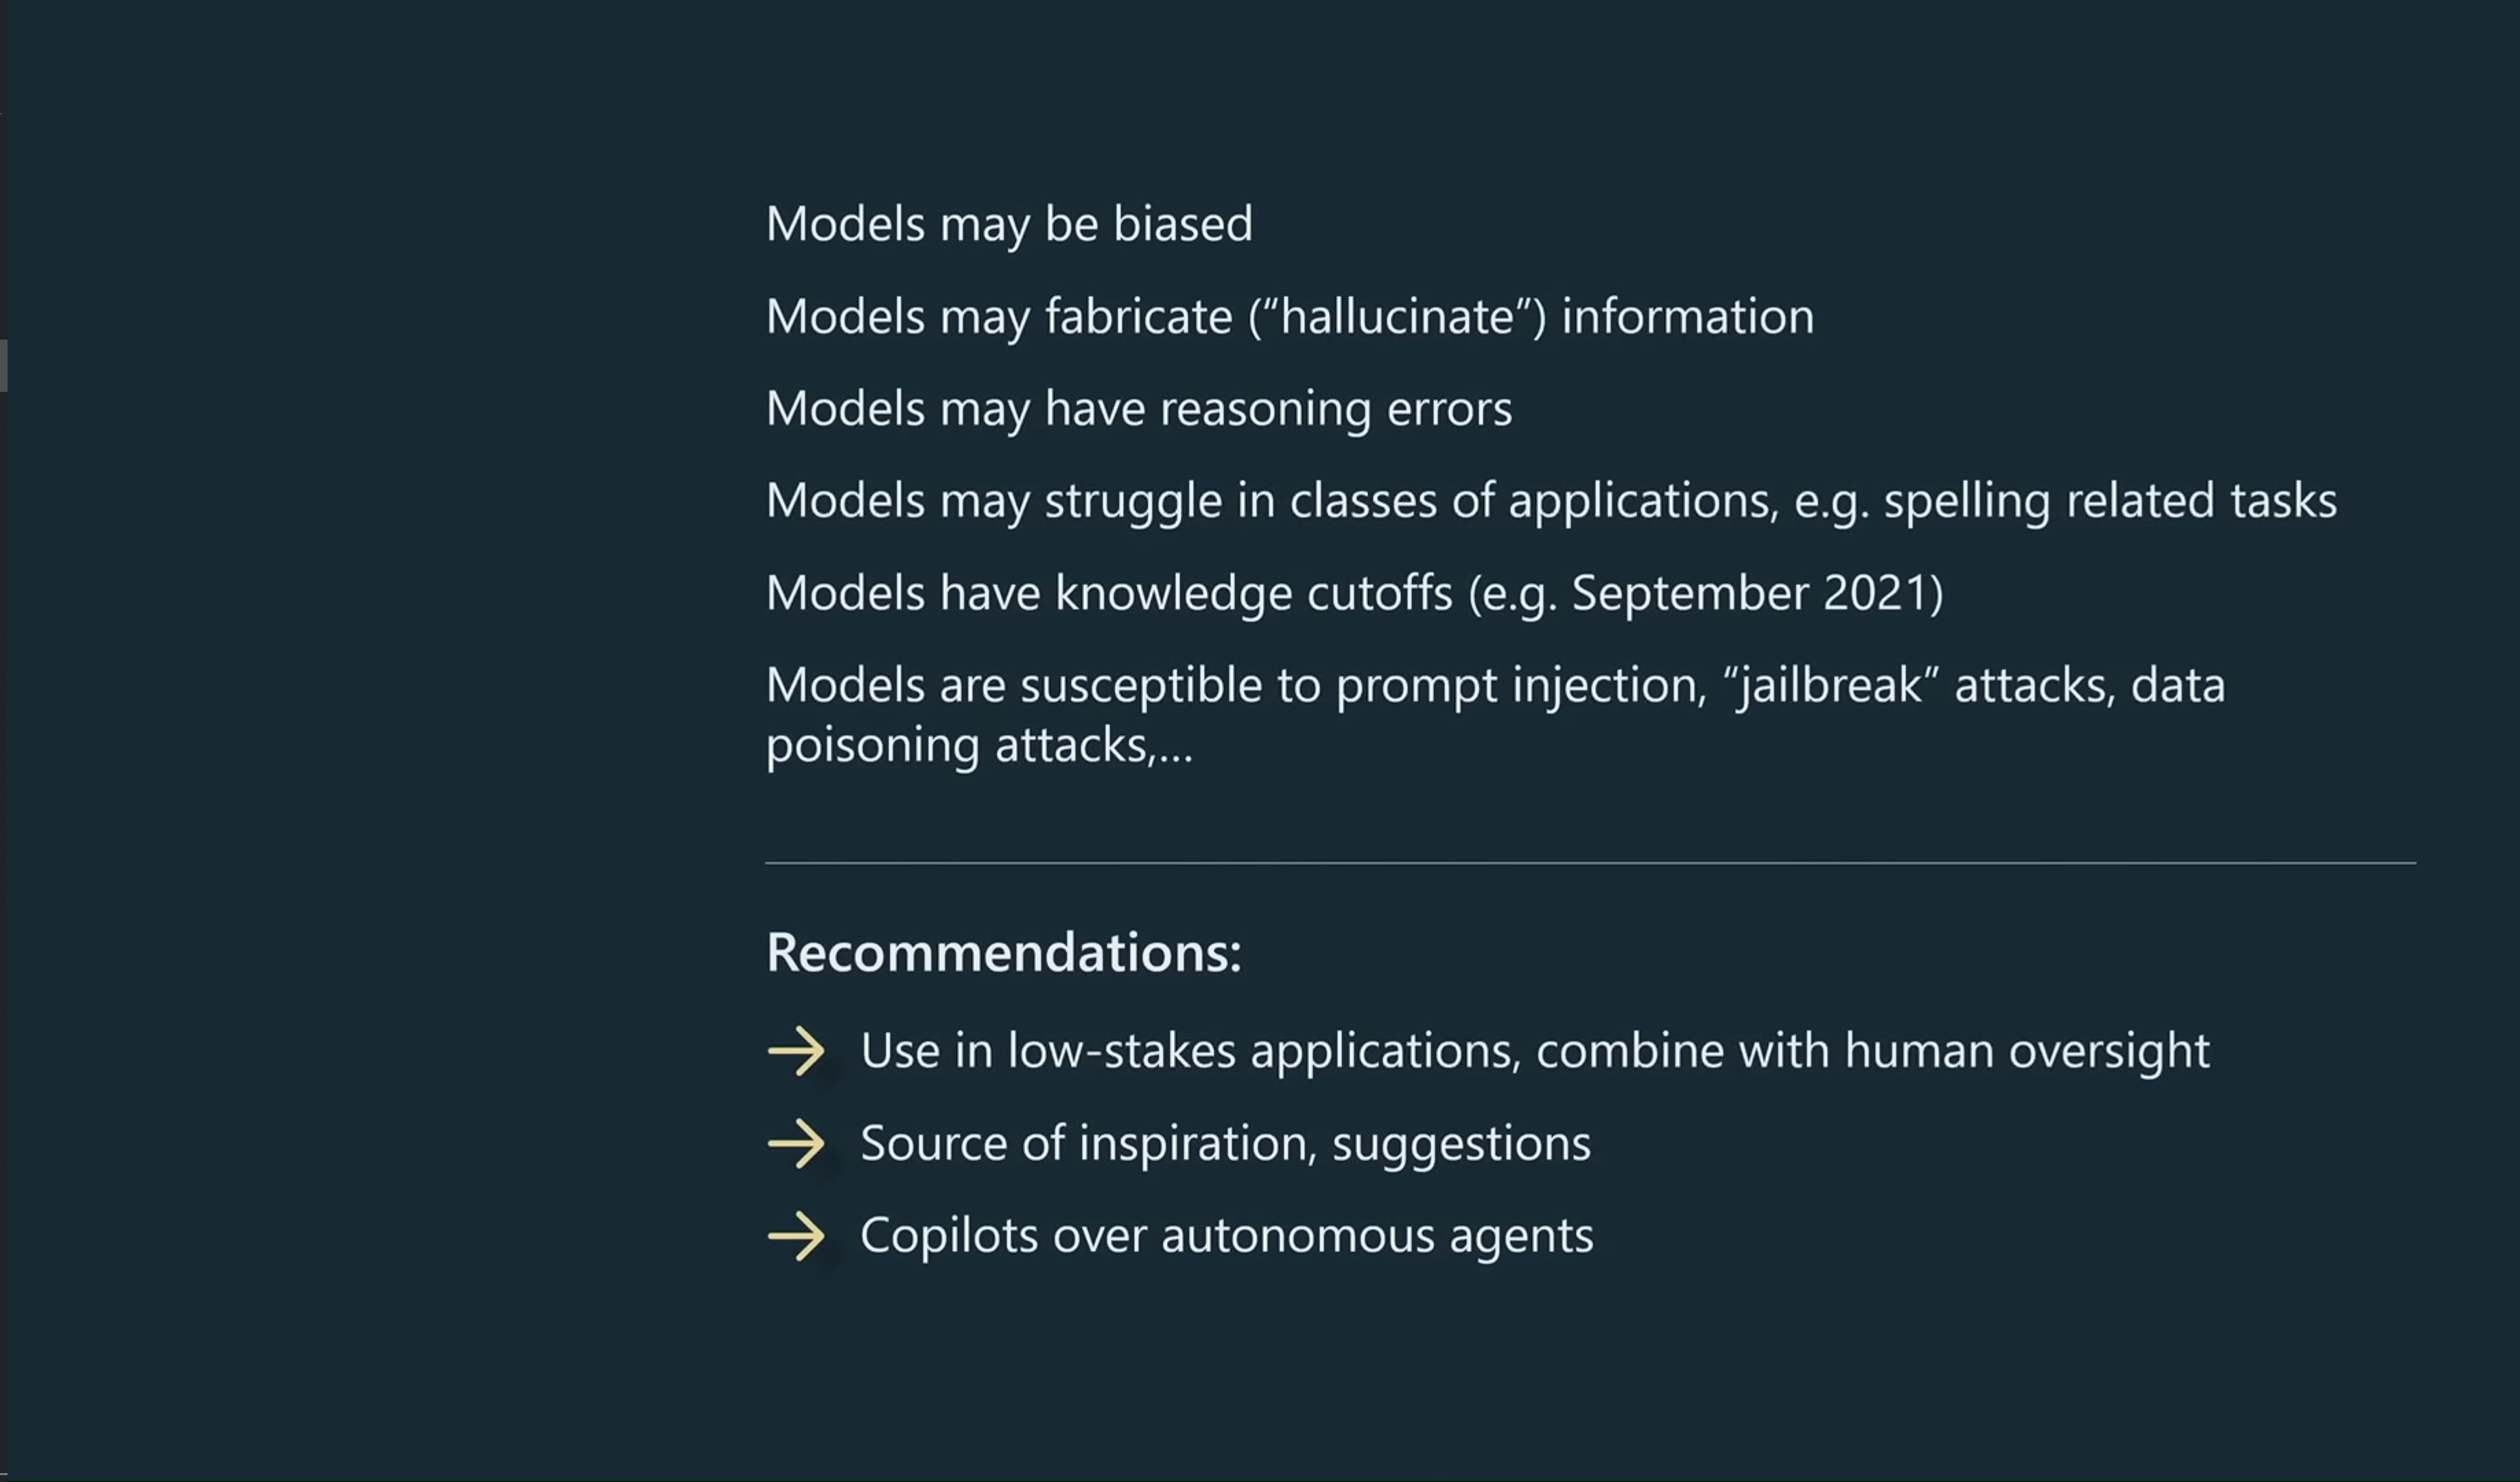 Models may be biased
Models may fabricate (“hallucinate”) information
Models may have reasoning errors
Models may struggle in classes of applications, e.g. spelling related tasks
Models have knowledge cutoffs (e.g. September 2021)
Models are susceptible to prompt injection, “jailbreak” attacks, data
poisoning attacks,...
Recommendations:
→ Use in low-stakes applications, combine with human oversight
→ Source of inspiration, suggestions
→ Copilots over autonomous agents